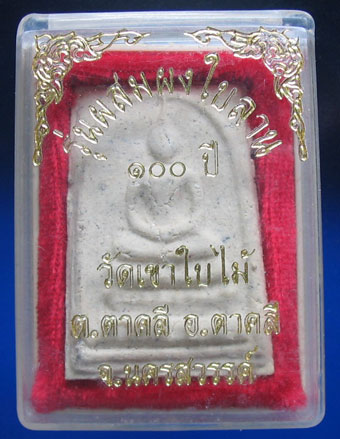 รุ่นผสมผงใบลาน
๑๐๐ ปี
วัดเขาใบไม้
ต.ตาคลี อ.ตาคลี
จ.นครสวรรค์